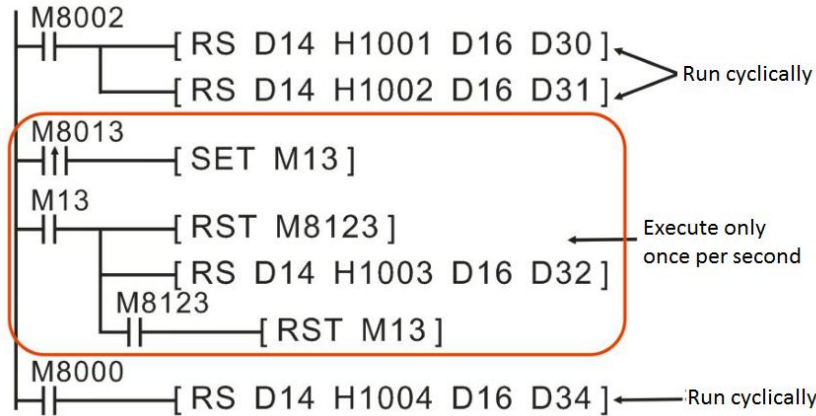 M8002
[ RS D14 H1001 D16 D30 ]
[ RS D14 H1002 D16 D31 ]
Run cyclically
M8013
[ SET M13 ]
M13
[ RST M8123 ]
Execute only
once per second
[ RS D14 H1003 D16 D32 ]
M8123
[ RST M13 ]
M8000
[ RS D14 H1004 D16 D34 ]
Run cyclically